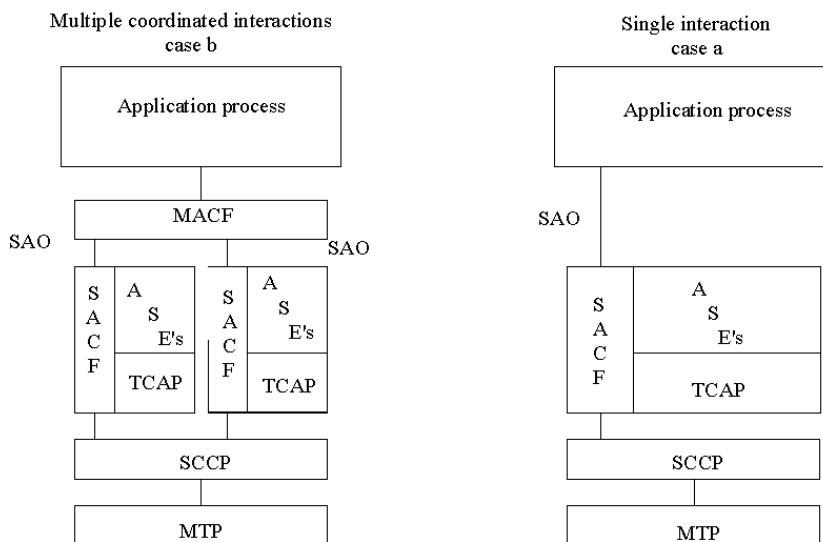 Multiple coordinated interactions
case b
Application process
MACF
SAO
SAO
S
A
C
F
A
S
E's
TCAP
S
A
C
F
A
S
E's
TCAP
SCCP
MTP
Single interaction
case a
Application process
SAO
S
A
C
F
A
S
E's
TCAP
SCCP
MTP